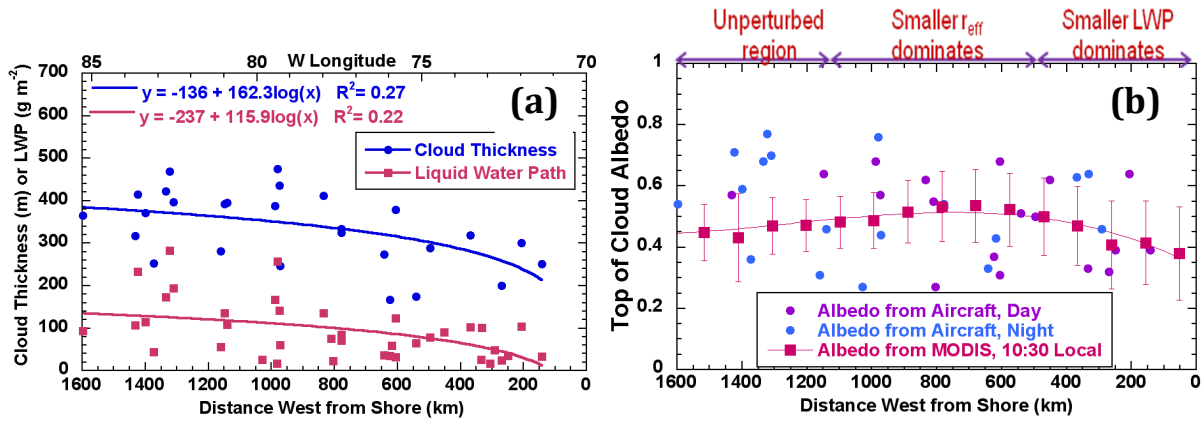 85 80 75 70
W Longitude
700
600
500
400
300
200
100
0
Cloud Thickness (m) or LWP (g m-2)
y = -136 + 162.3log(x) R2= 0.27
y = -237 + 115.9log(x) R2= 0.22
(a)
Cloud Thickness
Liquid Water Path
1600 1400 1200 1000 800 600 400 200 0
Distance West from Shore (km)
Unperturbed
region
Smaller reff
dominates
Smaller LWP
dominates
1
0.8
0.6
0.4
0.2
0
Top of Cloud Albedo
(b)
Albedo from Aircraft, Day
Albedo from Aircraft, Night
Albedo from MODIS, 10:30 Local
1600 1400 1200 1000 800 600 400 200 0
Distance West from Shore (km)